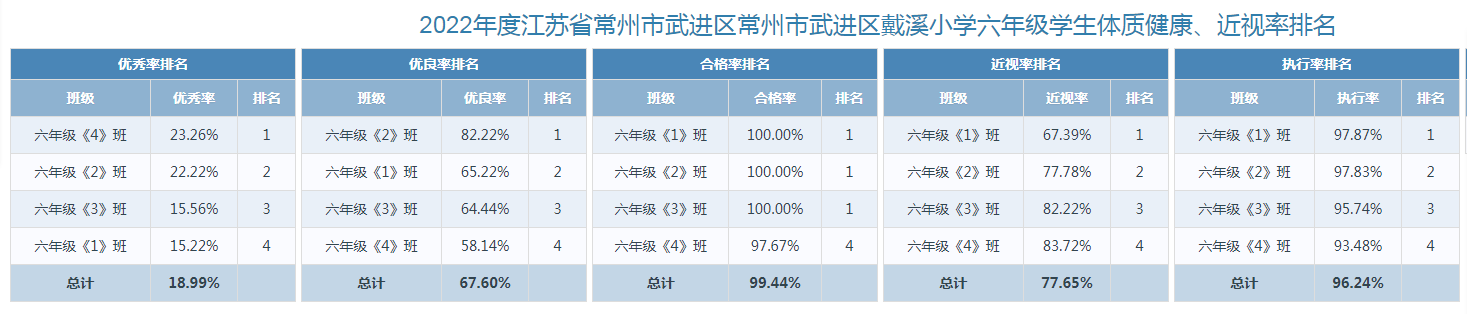 2022年度江苏省常州市武进区常州市武进区戴溪小学六年级学生体质健康、近视率排名
优秀率排名 优良率排名 合格率排名 近视率排名 执行率排名
班级 优秀率 排名 班级 优良率 排名 班级 合格率 排名 班级 近视率 排名 班级 执行率 排名
六年级《4》班 23.26% 1 六年级《2》班 82.22% 1 六年级《1》班 100.00% 1 六年级《1》班 67.39% 1 六年级《1》班 97.87% 1
六年级《2》班 22.22% 2 六年级《1》班 65.22% 2 六年级《2》班 100.00% 1 六年级《2》班 77.78% 2 六年级《2》班 97.83% 2
六年级《3》班 15.56% 3 六年级《3》班 64.44% 3 六年级《3》班 100.00% 1 六年级《3》班 82.22% 3 六年级《3》班 95.74% 3
六年级《1》班 15.22% 4 六年级《4》班 58.14% 4 六年级《4》班 97.67% 4 六年级《4》班 83.72% 4 六年级《4》班 93.48% 4
总计 18.99% 总计 67.60% 总计 99.44% 总计 77.65% 总计 96.24%